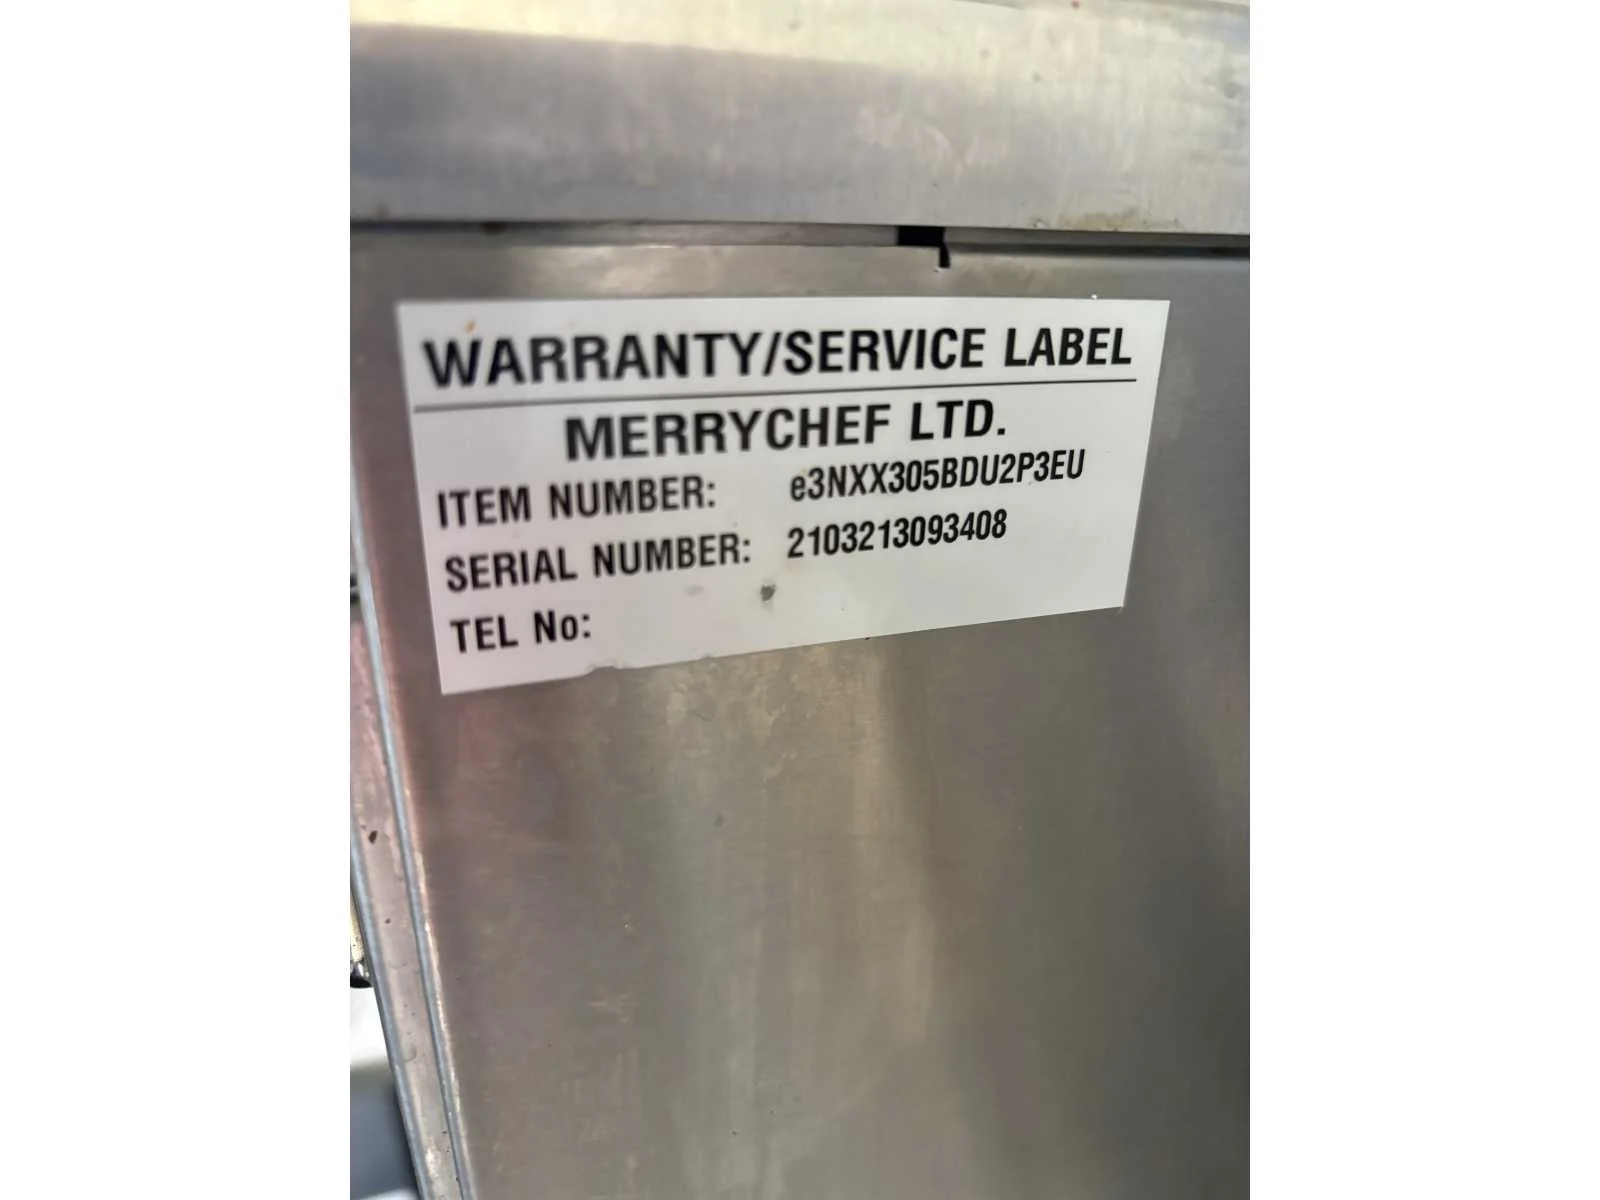 WARRANTY/SERVICE LABEL
MERRYCHEF LTD.
ITEM NUMBER: e3NXX305BDU2P3EU
SERIAL NUMBER: 2103213093408
TEL No: